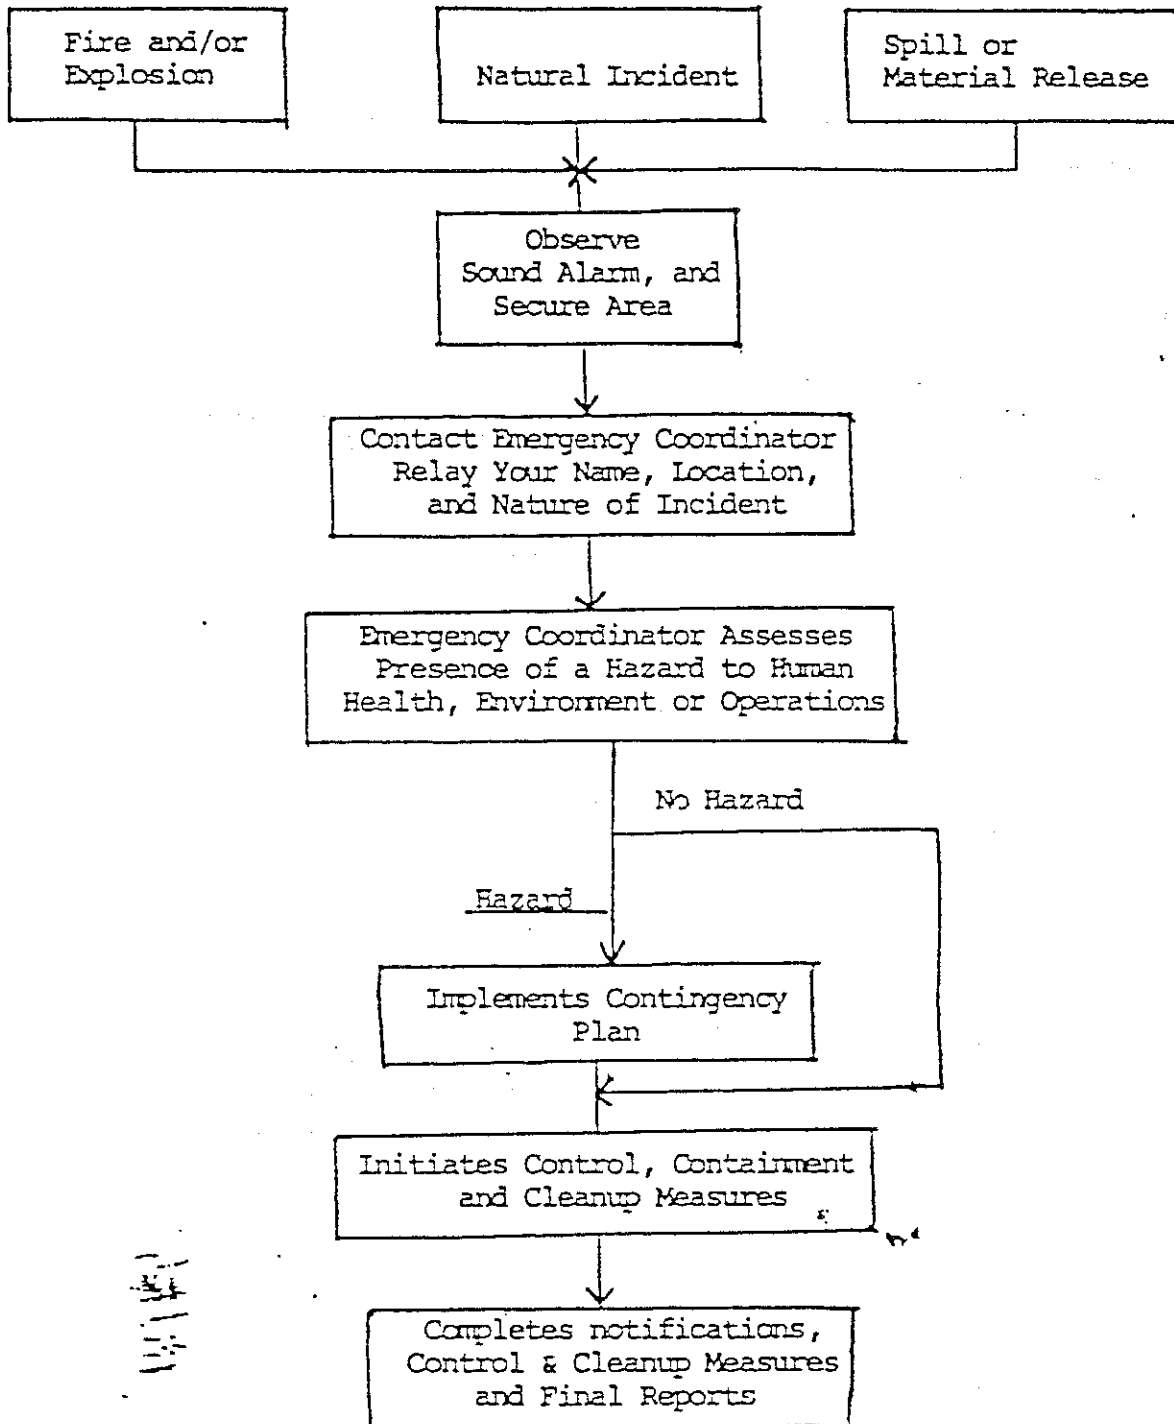 Fire and/or
Explosion
Natural Incident
Spill or
Material Release
Observe
Sound Alarm, and
Secure Area
Contact Emergency Coordinator
Relay Your Name, Location,
and Nature of Incident
Emergency Coordinator Assesses
Presence of a Hazard to Human
Health, Environment or Operations
No Hazard
Hazard
Implements Contingency
Plan
Initiates Control, Containment
and Cleanup Measures
Completes notifications,
Control & Cleanup Measures
and Final Reports